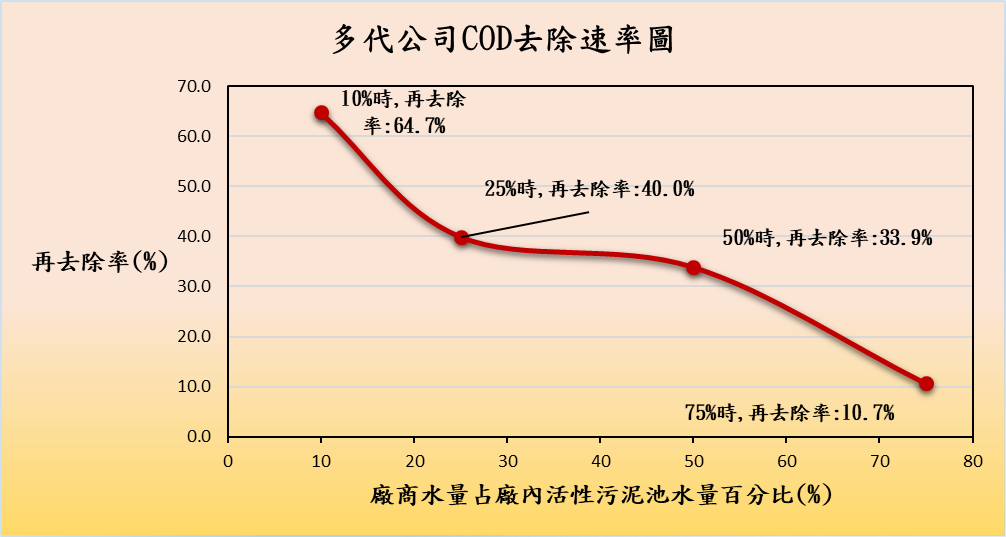 多代公司COD去除速率圖
70.0
60.0
50.0
40.0
30.0
20.0
10.0
0.0
再去除率(%)
10%時,再去除
率:64.7%
25%時,再去除率:40.0%
50%時,再去除率:33.9%
75%時,再去除率:10.7%
0 10 20 30 40 50 60 70 80
廠商水量占廠內活性污泥池水量百分比(%)